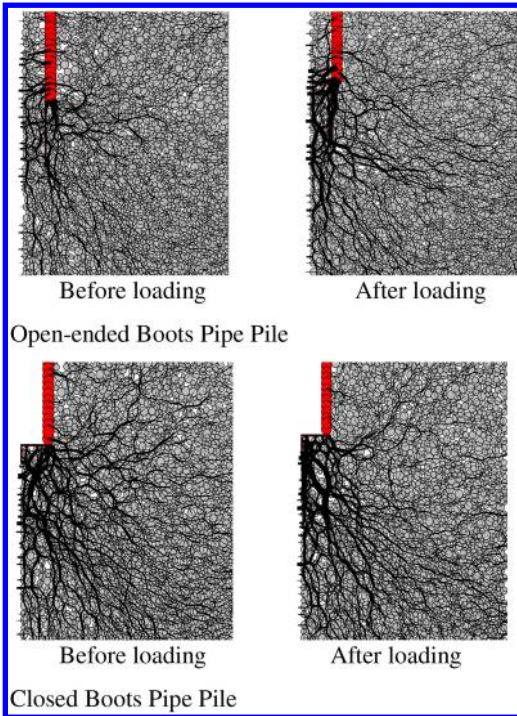 Before loading After loading
Open-ended Boots Pipe Pile
Before loading After loading
Closed Boots Pipe Pile